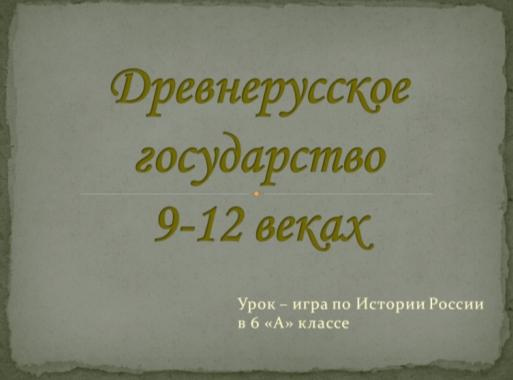 Древнерусское
государство
9-12 веках
Урок – игра по Истории России
в 6 «А» классе